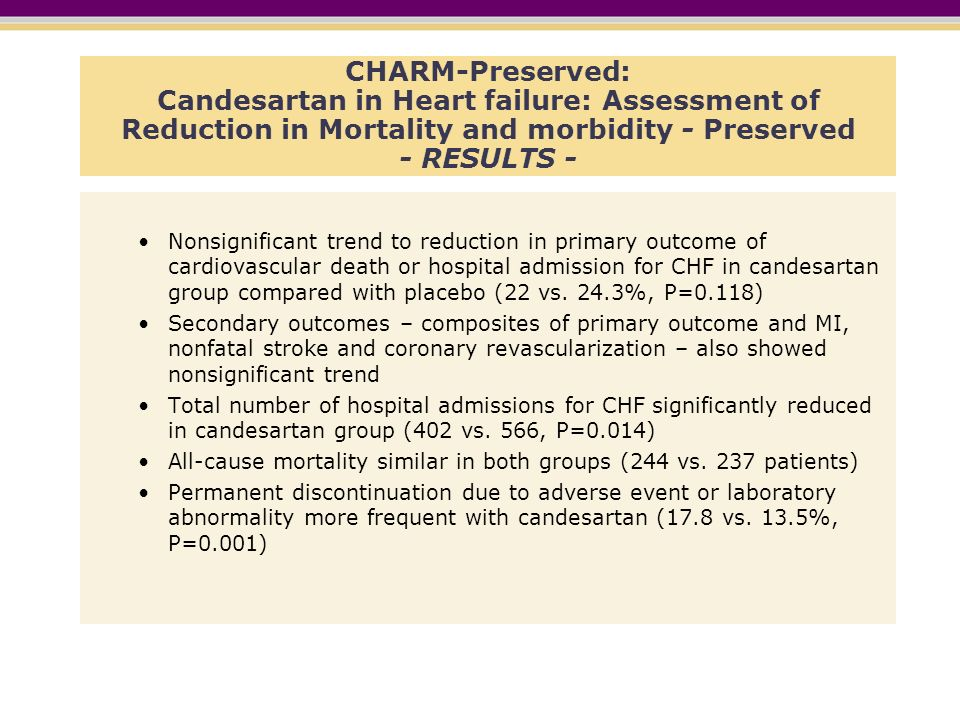 CHARM-Preserved:
Candesartan in Heart failure: Assessment of
Reduction in Mortality and morbidity - Preserved
- RESULTS -
• Nonsignificant trend to reduction in primary outcome of
cardiovascular death or hospital admission for CHF in candesartan
group compared with placebo (22 vs. 24.3%, P=0.118)
• Secondary outcomes – composites of primary outcome and MI,
nonfatal stroke and coronary revascularization – also showed
nonsignificant trend
• Total number of hospital admissions for CHF significantly reduced
in candesartan group (402 vs. 566, P=0.014)
• All-cause mortality similar in both groups (244 vs. 237 patients)
• Permanent discontinuation due to adverse event or laboratory
abnormality more frequent with candesartan (17.8 vs. 13.5%,
P=0.001)